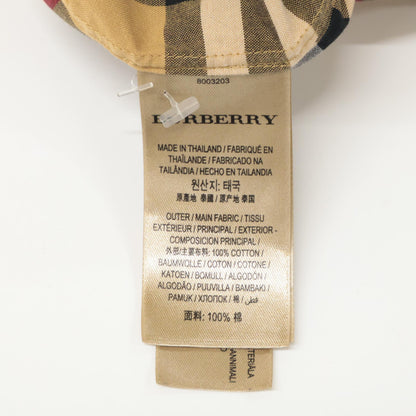 8003203
BURBERRY
MADE IN THAILAND / FABRIQUÉ EN
THAÏLANDE / FABRICADO NA
TAILÂNDIA / HECHO EN TAILANDIA
원산지: 태국
原產地 泰國 / 原产地 泰国
OUTER / MAIN FABRIC / TISSU
EXTÉRIEUR / PRINCIPAL / EXTERIOR -
COMPOSICIÓN PRINCIPAL /
外部/主要布料: 100% COTTON /
BAUMWOLLE / COTON / COTONE /
KATOEN / BOMULL / ALGODÓN /
ALGODÃO / PUUVILLA / BAMBAKI /
PAMUK / ХЛОПОК / 棉 / قطن /
面料: 100% 棉